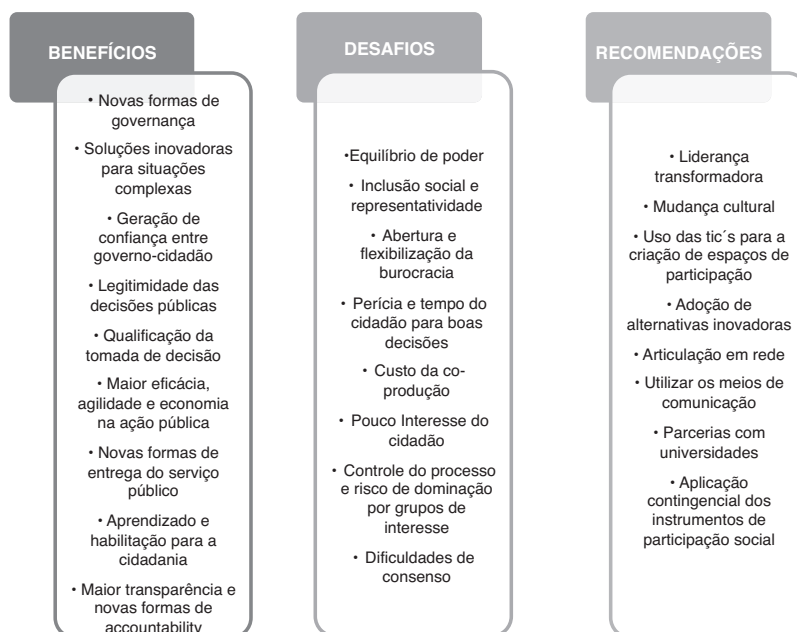 BENEFÍCIOS
• Novas formas de
governança
• Soluções inovadoras
para situações
complexas
• Geração de
confiança entre
governo-cidadão
• Legitimidade das
decisões públicas
• Qualificação da
tomada de decisão
• Maior eficácia,
agilidade e economia
na ação pública
• Novas formas de
entrega do serviço
público
• Aprendizado e
habilitação para a
cidadania
• Maior transparência e
novas formas de
accountability
DESAFIOS
•Equilíbrio de poder
• Inclusão social e
representatividade
• Abertura e
flexibilização da
burocracia
• Perícia e tempo do
cidadão para boas
decisões
• Custo da co-
produção
• Pouco Interesse do
cidadão
• Controle do processo
e risco de dominação
por grupos de
interesse
• Dificuldades de
consenso
RECOMENDAÇÕES
• Liderança
transformadora
• Mudança cultural
• Uso das tic´s para a
criação de espaços de
participação
• Adoção de
alternativas inovadoras
• Articulação em rede
• Utilizar os meios de
comunicação
• Parcerias com
universidades
• Aplicação
contingencial dos
instrumentos de
participação social